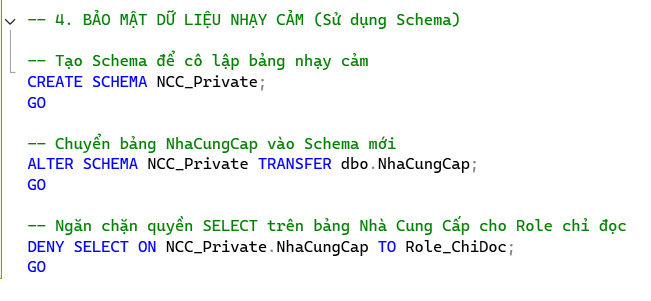 -- 4. BẢO MẬT DỮ LIỆU NHẠY CẢM (Sử dụng Schema)
-- Tạo Schema để cô lập bảng nhạy cảm
CREATE SCHEMA NCC_Private;
GO
-- Chuyển bảng NhaCungCap vào Schema mới
ALTER SCHEMA NCC_Private TRANSFER dbo.NhaCungCap;
GO
-- Ngăn chặn quyền SELECT trên bảng Nhà Cung Cấp cho Role chỉ đọc
DENY SELECT ON NCC_Private.NhaCungCap TO Role_ChiDoc;
GO